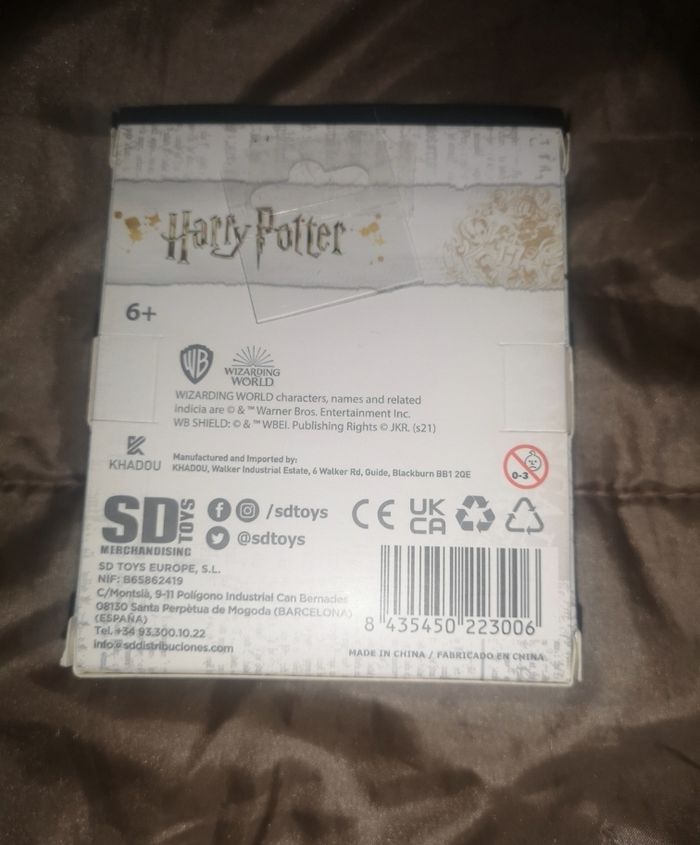 Harry Potter
6+
WB
WIZARDING
WORLD
WIZARDING WORLD characters, names and related
indicia are © & ™ Warner Bros. Entertainment Inc.
WB SHIELD: © & ™ WBEI. Publishing Rights © JKR. (s21)
KHADOU
Manufactured and Imported by:
KHADOU, Walker Industrial Estate, 6 Walker Rd, Guide, Blackburn BB1 2QE
0-3
SD TOYS
MERCHANDISING
/sdtoys
@sdtoys
CE UK
CA
SD TOYS EUROPE, S.L.
NIF: B65862419
C/Montsià, 9-11 Polígono Industrial Can Bernades
08130 Santa Perpètua de Mogoda (BARCELONA)
(ESPAÑA)
Tel. +34 93.300.10.22
info@sddistribuciones.com
8 435450 223006
MADE IN CHINA / FABRICADO EN CHINA